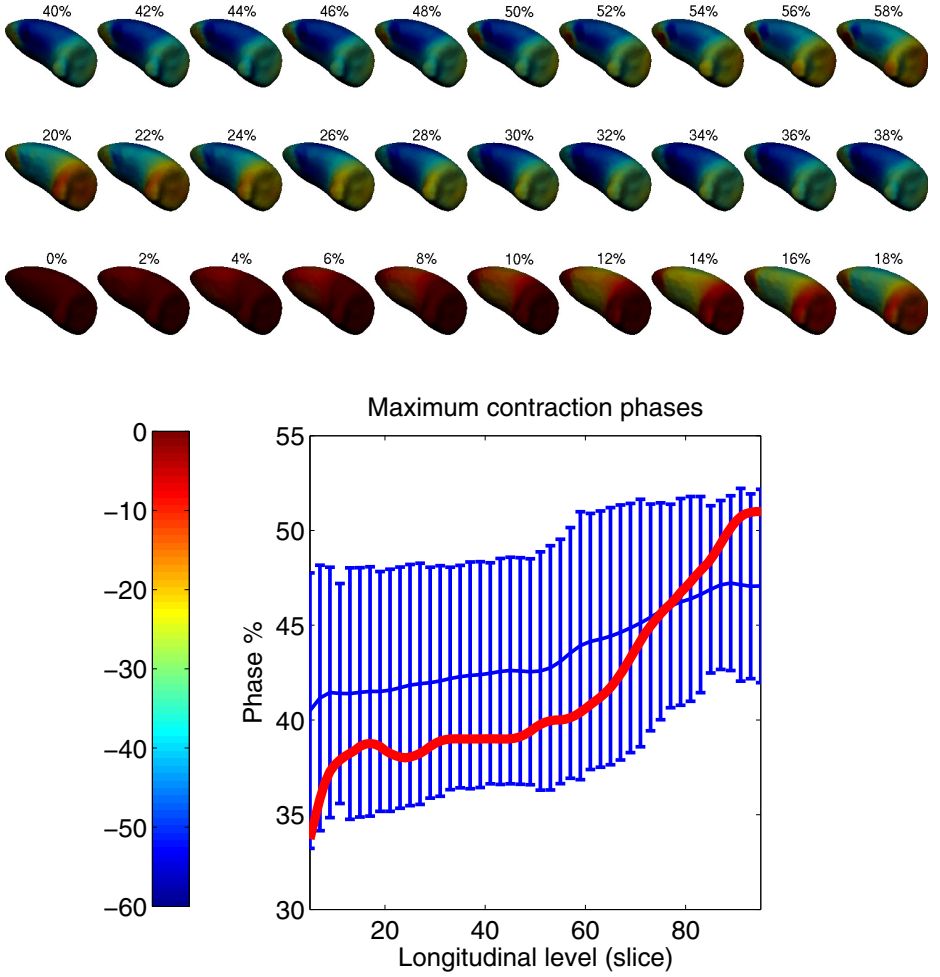 40% 42% 44% 46% 48% 50% 52% 54% 56% 58%
20% 22% 24% 26% 28% 30% 32% 34% 36% 38%
0% 2% 4% 6% 8% 10% 12% 14% 16% 18%
0
−10
−20
−30
−40
−50
−60
Maximum contraction phases
55
50
45
40
35
30
Phase %
20 40 60 80
Longitudinal level (slice)